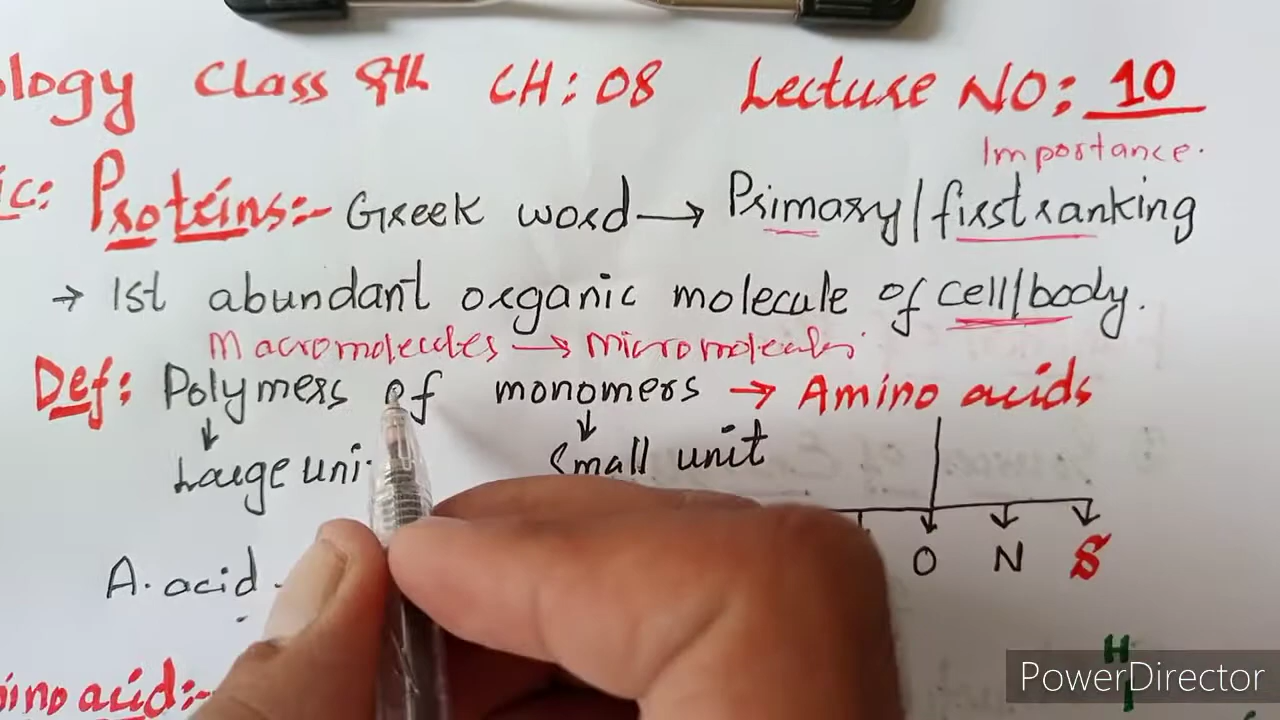 ology Class 9th CH: 08 Lecture NO: 10
Importance.
ic: Proteins:- Greek word → Primary/first ranking
→ 1st abundant organic molecule of cell/body.
Macromolecules → Micromolecules
Def: Polymers of monomers → Amino acids
↓ ↓
Large uni Small unit
O N S
A. acid
H
ino acid:-
PowerDirector